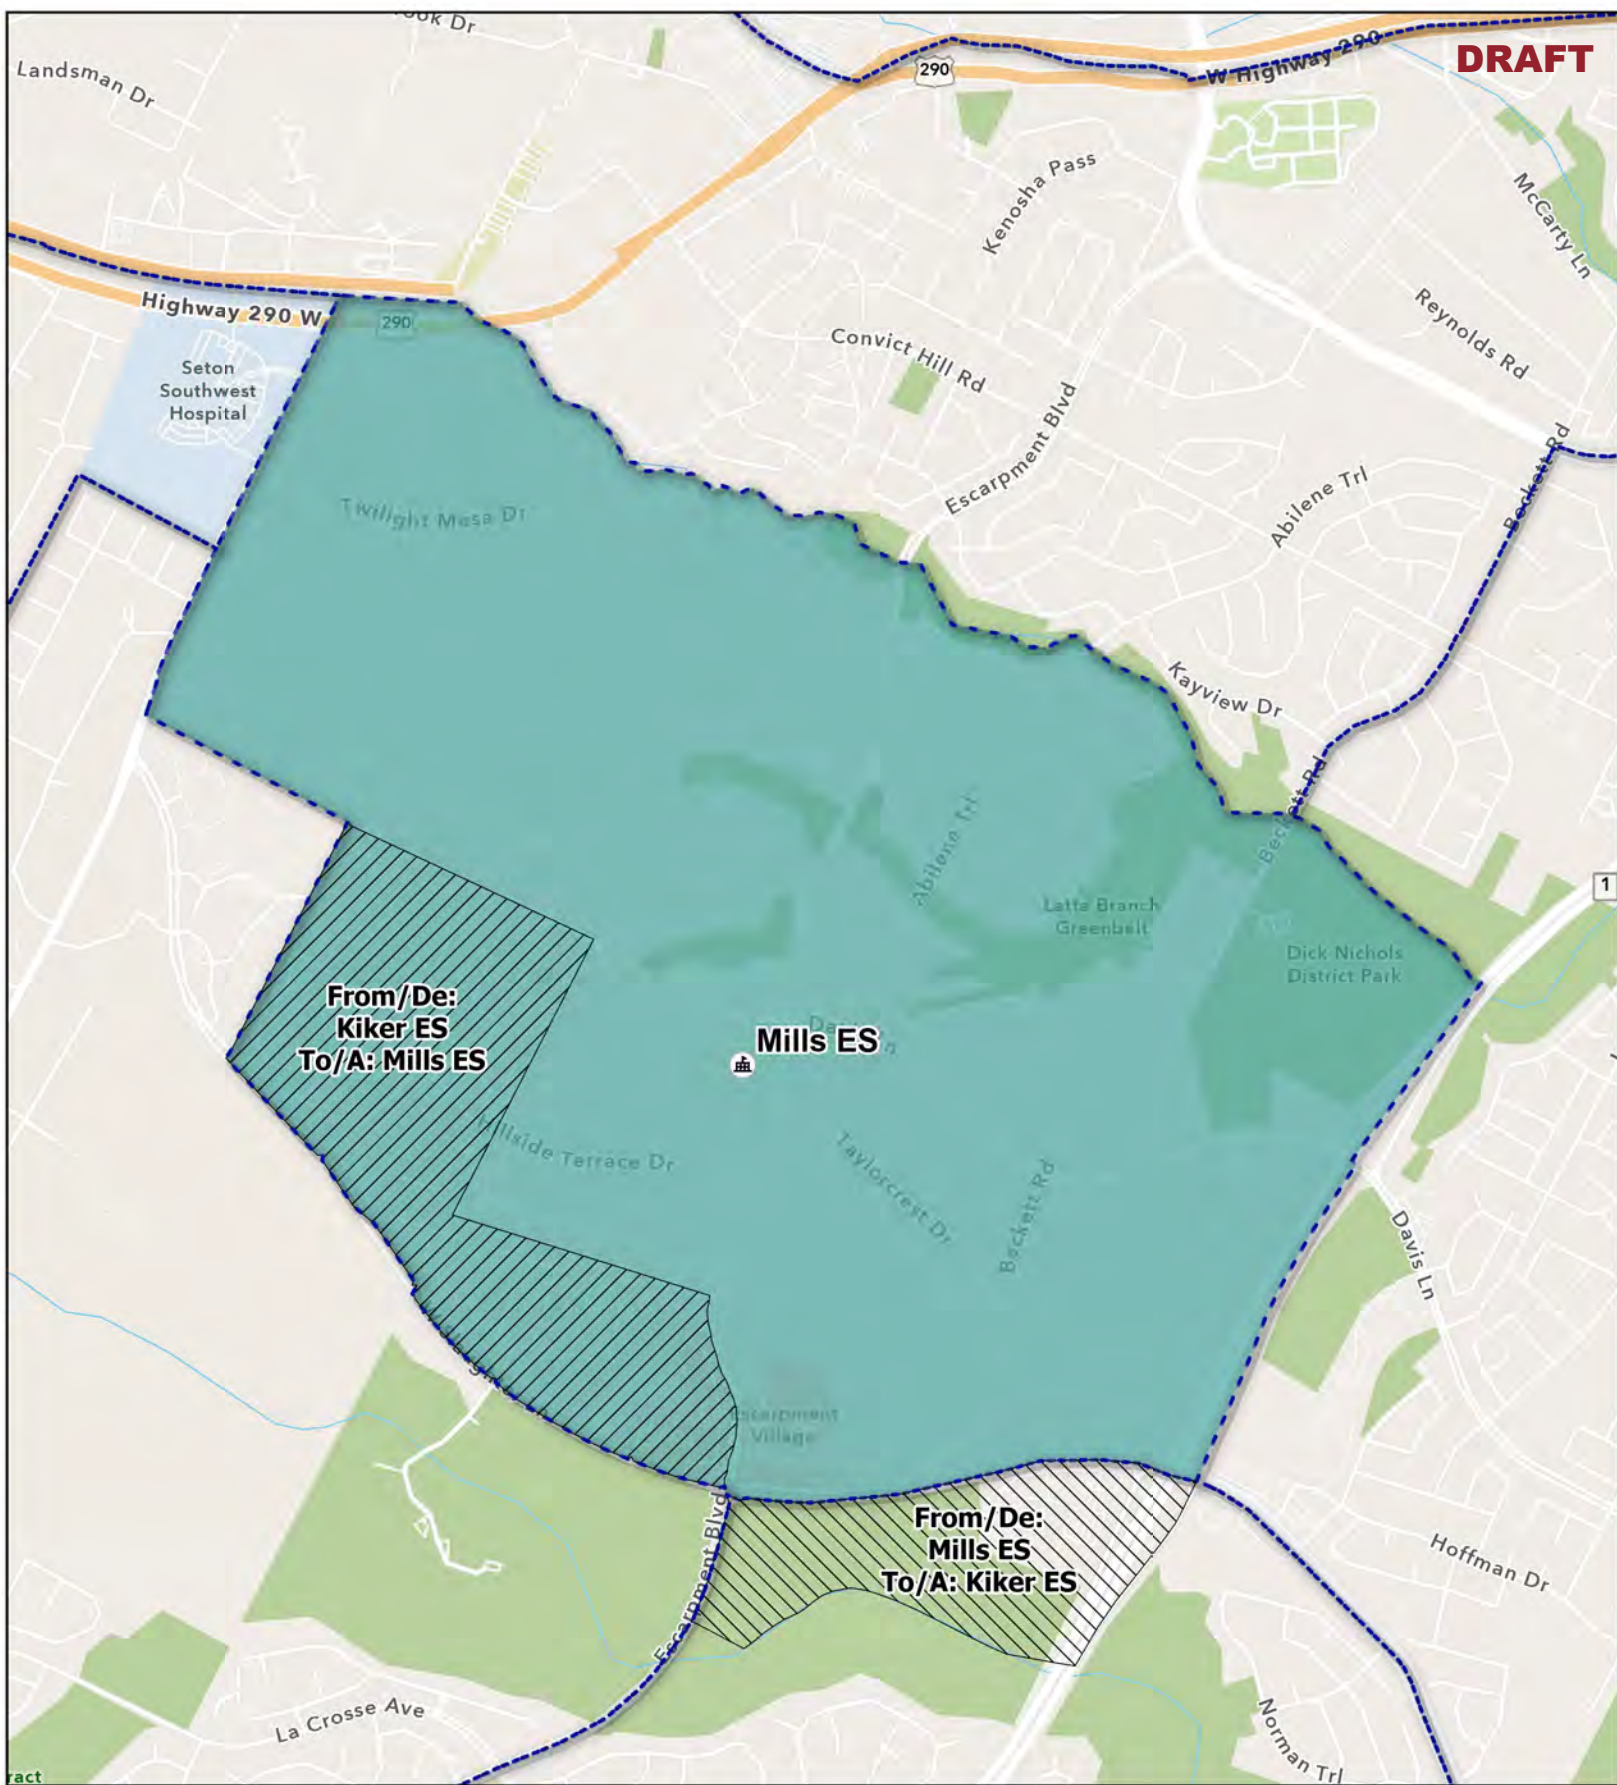 ook Dr
DRAFT
290
W Highway 290
Landsman Dr
Kenosha Pass
McCarty Ln
Highway 290 W
290
Reynolds Rd
Convict Hill Rd
Seton
Southwest
Hospital
Escarpment Blvd
Beckett Rd
Abilene Trl
Twilight Mesa Dr
Kayview Dr
Beckett Rd
Abilene Trl
1
Latta Branch
Greenbelt
Dick Nichols
District Park
From/De:
Kiker ES
To/A: Mills ES
Mills ES
Hillside Terrace Dr
Taylorcrest Dr
Beckett Rd
Davis Ln
Escarpment
Village
From/De:
Mills ES
To/A: Kiker ES
Escarpment Blvd
Hoffman Dr
La Crosse Ave
Norman Trl
ract